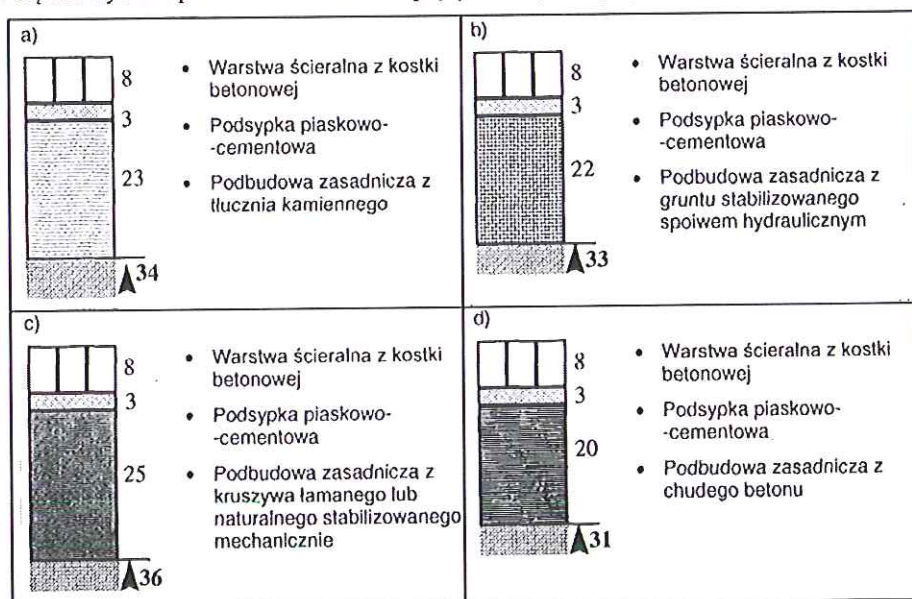 a)
8
3
23
34
• Warstwa ścieralna z kostki
betonowej
• Podsypka piaskowo-
-cementowa
• Podbudowa zasadnicza z
tłucznia kamiennego
b)
8
3
22
33
• Warstwa ścieralna z kostki
betonowej
• Podsypka piaskowo-
-cementowa
• Podbudowa zasadnicza z
gruntu stabilizowanego
spoiwem hydraulicznym
c)
8
3
25
36
• Warstwa ścieralna z kostki
betonowej
• Podsypka piaskowo-
-cementowa
• Podbudowa zasadniczą z
kruszywa łamanego lub
naturalnego stabilizowanego
mechanicznie
d)
8
3
20
31
• Warstwa ścieralna z kostki
betonowej
• Podsypka piaskowo-
-cementowa
• Podbudowa zasadnicza z
chudego betonu